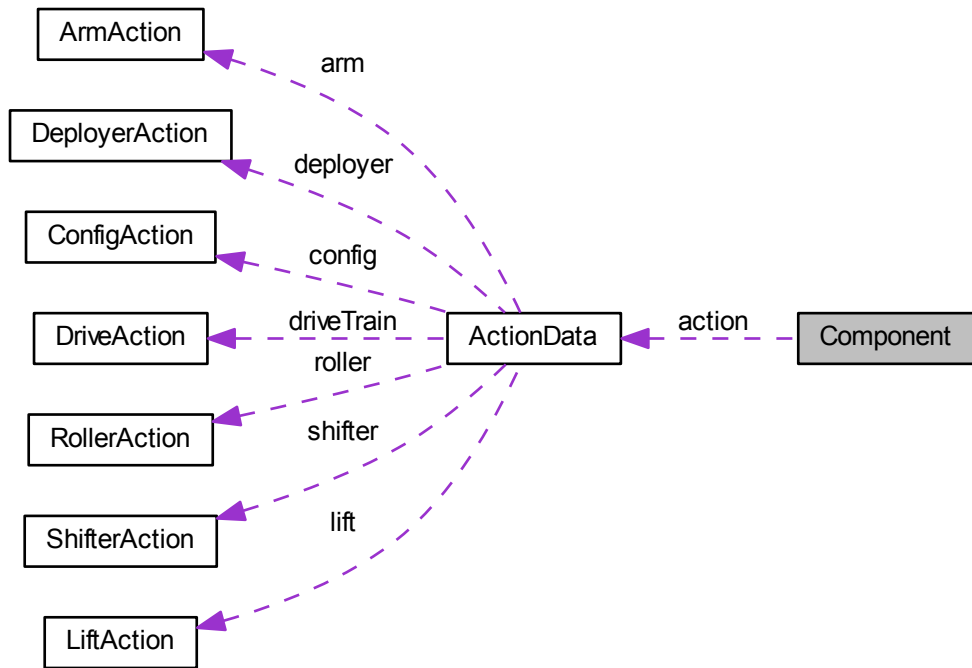 ArmAction
arm
DeployerAction
deployer
ConfigAction
config
DriveAction
driveTrain
ActionData
action
Component
roller
RollerAction
shifter
ShifterAction
lift
LiftAction